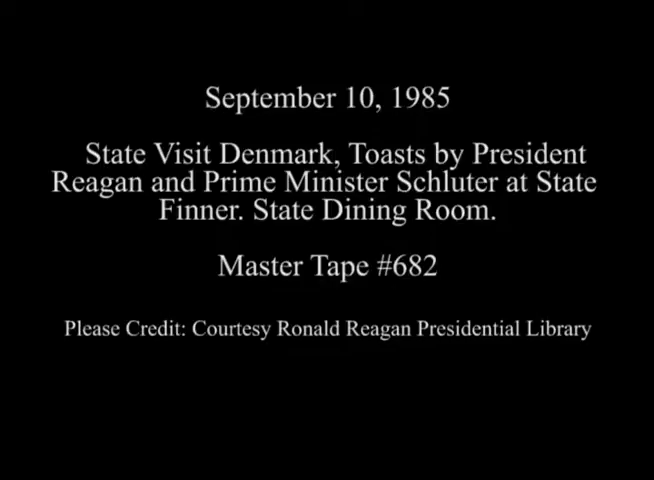 September 10, 1985
State Visit Denmark, Toasts by President
Reagan and Prime Minister Schluter at State
Finner. State Dining Room.
Master Tape #682
Please Credit: Courtesy Ronald Reagan Presidential Library